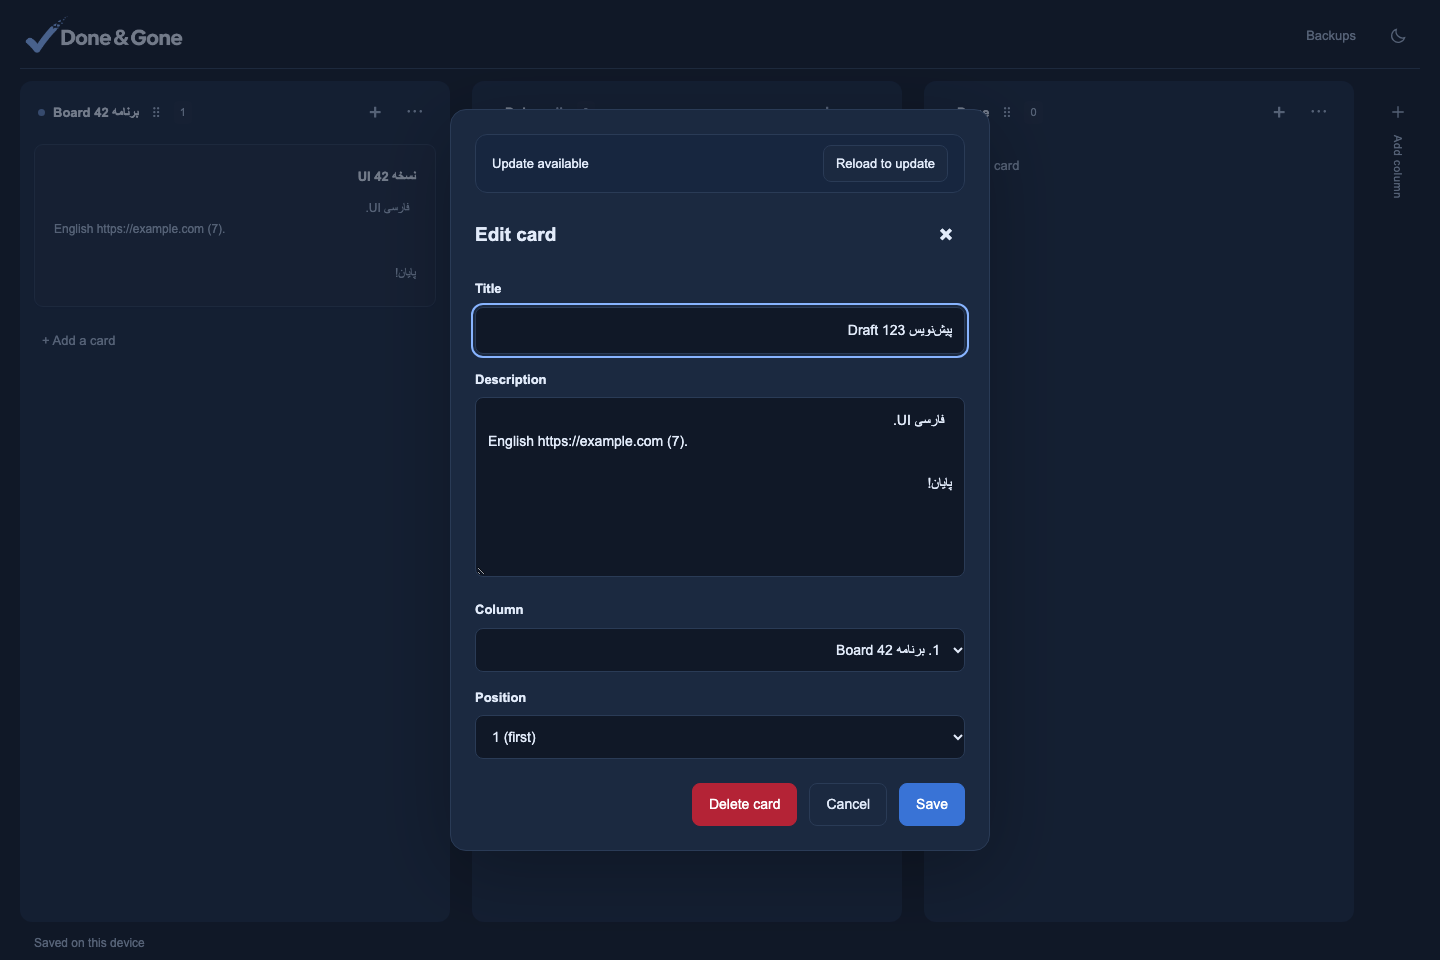 Done & Gone
Backups
Board 42 برنامه
1
نسخه UI 42
فارسی UI.
English https://example.com (7).
پایان!
+ Add a card
0
card
Add column
Update available
Reload to update
Edit card
Title
پیش‌نویس Draft 123
Description
فارسی UI.
English https://example.com (7).
پایان!
Column
1. برنامه Board 42
Position
1 (first)
Delete card
Cancel
Save
Saved on this device